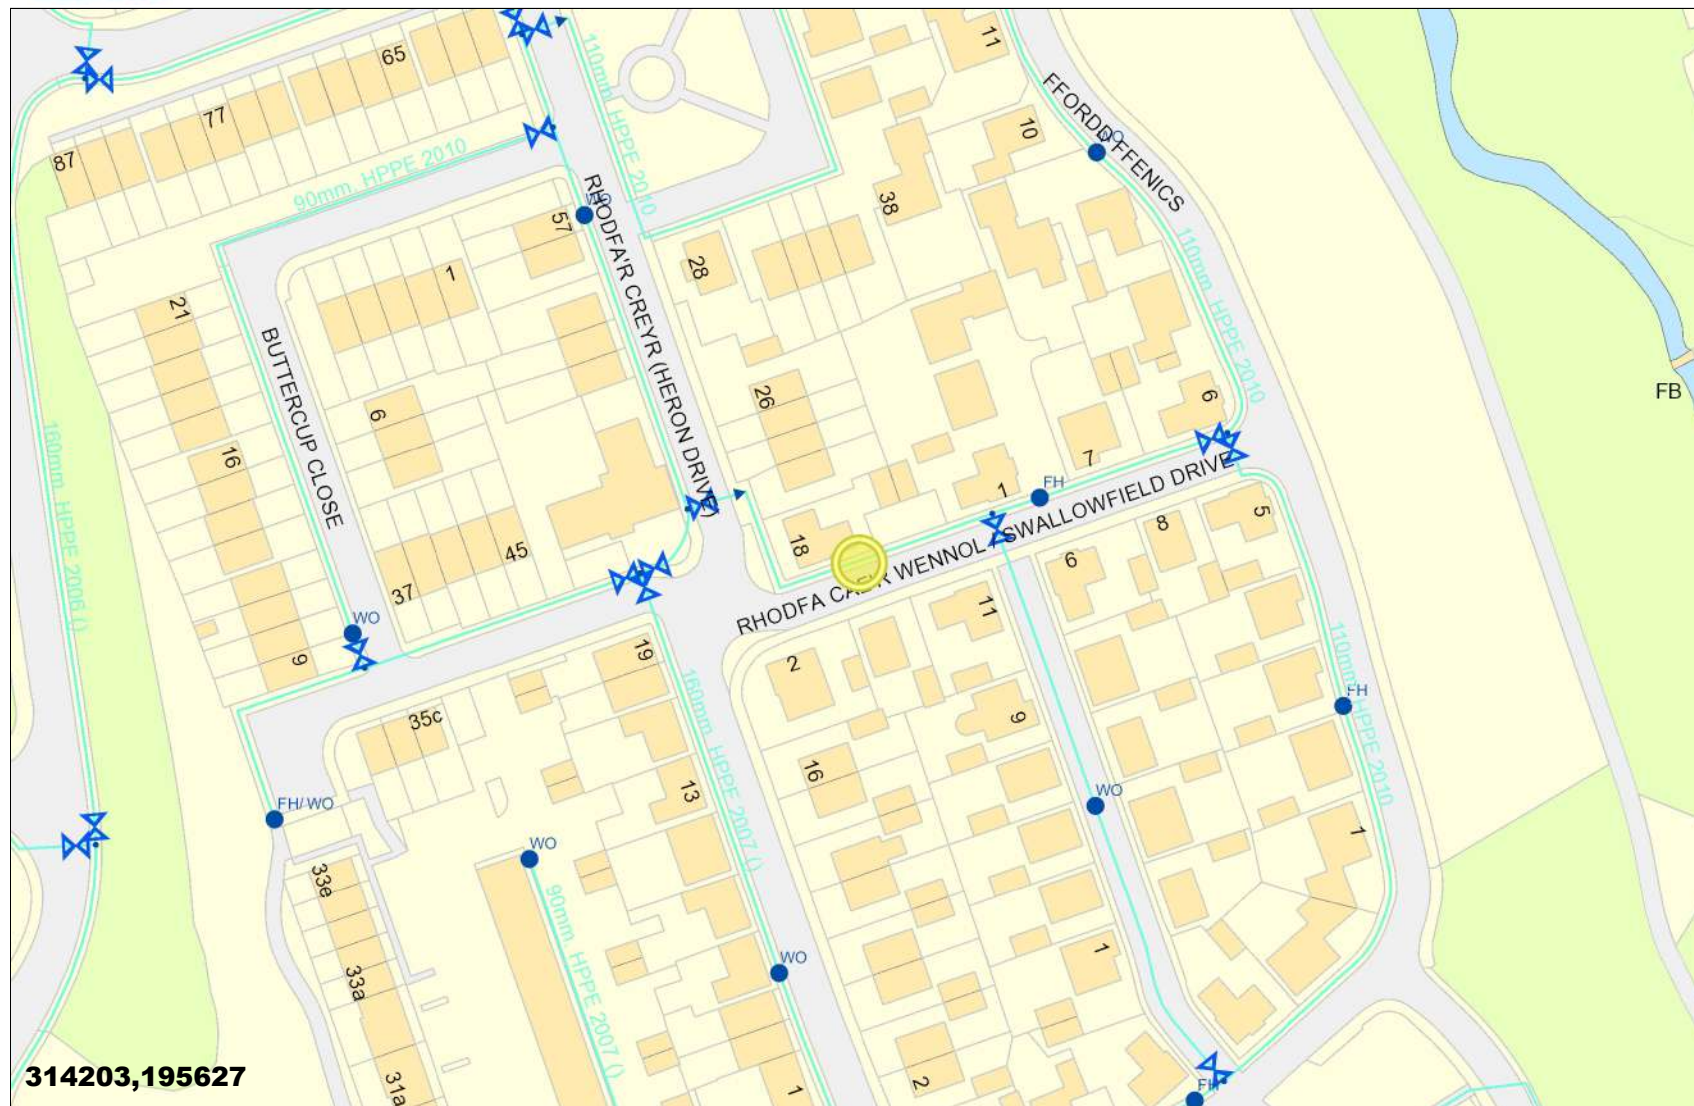 65
11
110mm. HPPE 2010
77
FFORDD FFENICS
10
87
90mm. HPPE 2010
WO
57
RHODFA'R CREYR (HERON DRIVE)
38
110mm. HPPE 2010
28
1
21
BUTTERCUP CLOSE
FB
26
6
6
160mm. HPPE 2006 ()
16
7
FH
1
SWALLOWFIELD DRIVE
8
5
18
45
37
6
RHODFA CAE'R WENNOL /
11
WO
19
2
9
110mm. HPPE 2010
FH
160mm. HPPE 2007 ()
35c
9
16
13
FH/ WO
WO
WO
1
33e
90mm. HPPE 2007 ()
WO
1
33a
314203,195627
31a
2
1
FH